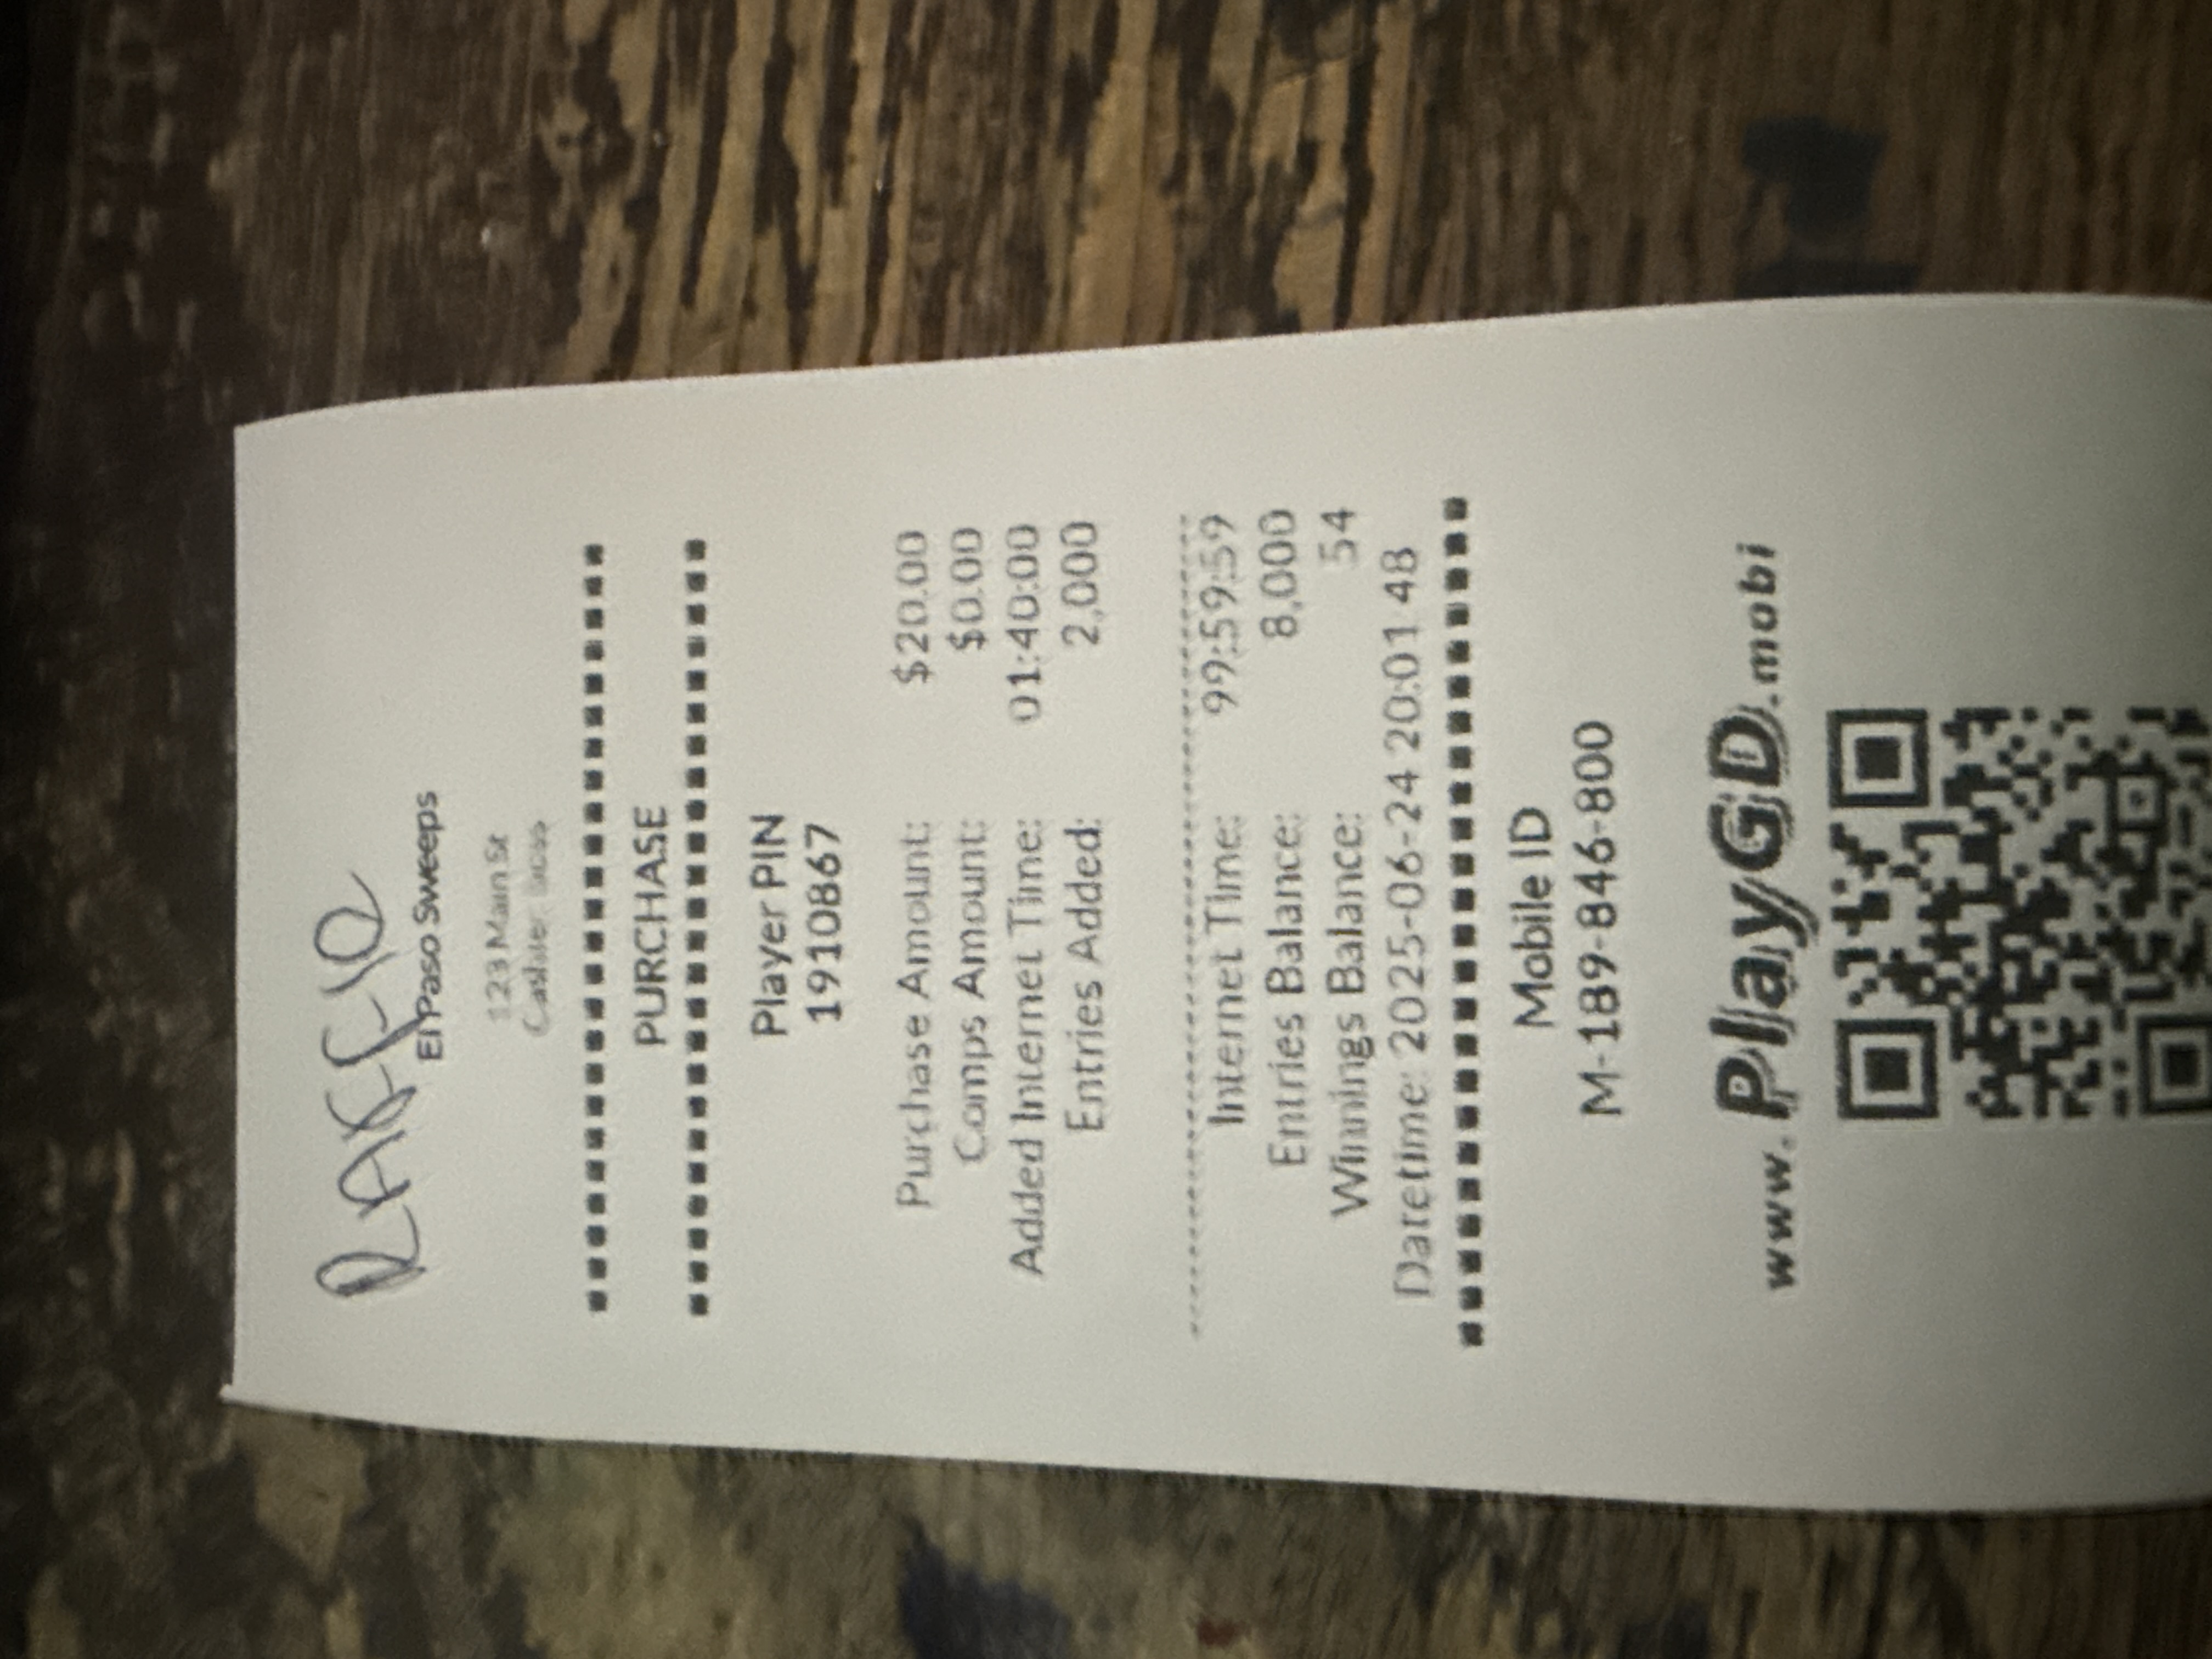 El Paso Sweeps
123 Main St
Cashier:
PURCHASE
Player PIN
1910867
Purchase Amount: $20.00
Comps Amount: $0.00
Added Internet Time: 01:40:00
Entries Added: 2,000
Internet Time: 99:59:59
Entries Balance: 8,000
Winnings Balance: 54
Datetime: 2025-06-24 20:01:48
Mobile ID
M-189-846-800
www.PlayGD.mobi